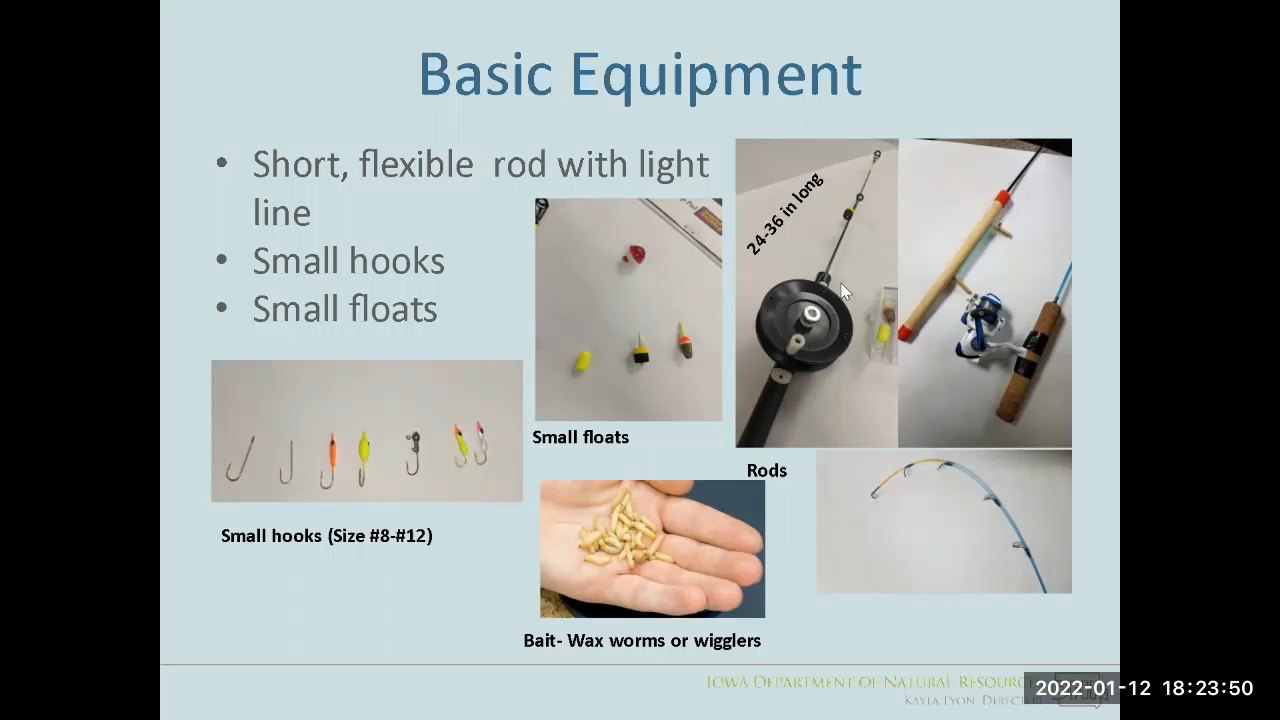 Basic Equipment
• Short, flexible rod with light
line
• Small hooks
• Small floats
24-36 in long
Small floats
Rods
Small hooks (Size #8-#12)
Bait- Wax worms or wigglers
Iowa Department of Natural
Kayla Lyon,
2022-01-12 18:23:50